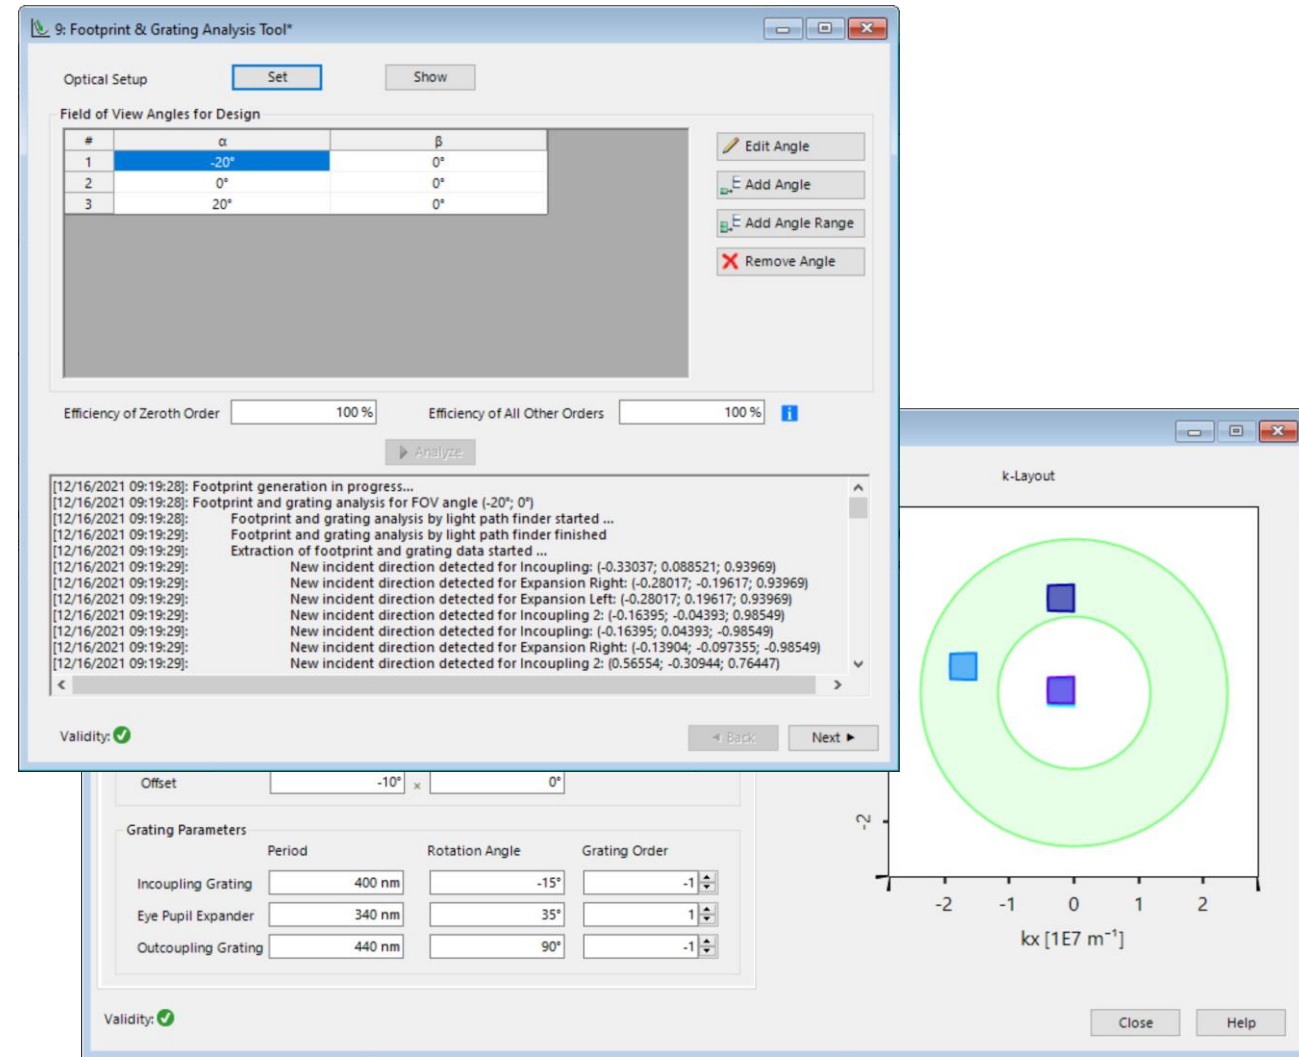 9: Footprint & Grating Analysis Tool*
Optical Setup Set Show
Field of View Angles for Design
# α β
1 -20° 0°
2 0° 0°
3 20° 0°
Edit Angle
Add Angle
Add Angle Range
Remove Angle
Efficiency of Zeroth Order 100 % Efficiency of All Other Orders 100 %
Analyze
[12/16/2021 09:19:28]: Footprint generation in progress...
[12/16/2021 09:19:28]: Footprint and grating analysis for FOV angle (-20°; 0°)
[12/16/2021 09:19:28]: Footprint and grating analysis by light path finder started ...
[12/16/2021 09:19:29]: Footprint and grating analysis by light path finder finished
[12/16/2021 09:19:29]: Extraction of footprint and grating data started ...
[12/16/2021 09:19:29]: New incident direction detected for Incoupling: (-0.33037; 0.088521; 0.93969)
[12/16/2021 09:19:29]: New incident direction detected for Expansion Right: (-0.28017; -0.19617; 0.93969)
[12/16/2021 09:19:29]: New incident direction detected for Expansion Left: (-0.28017; 0.19617; 0.93969)
[12/16/2021 09:19:29]: New incident direction detected for Incoupling 2: (-0.16395; -0.04393; 0.98549)
[12/16/2021 09:19:29]: New incident direction detected for Incoupling: (-0.16395; 0.04393; -0.98549)
[12/16/2021 09:19:29]: New incident direction detected for Expansion Right: (-0.13904; -0.097355; -0.98549)
[12/16/2021 09:19:29]: New incident direction detected for Incoupling 2: (0.56554; -0.30944; 0.76447)
Validity:
Back Next
k-Layout
-2
-2 -1 0 1 2
kx [1E7 m⁻¹]
Offset -10° × 0°
Grating Parameters
Period Rotation Angle Grating Order
Incoupling Grating 400 nm -15° -1
Eye Pupil Expander 340 nm 35° 1
Outcoupling Grating 440 nm 90° -1
Validity:
Close Help